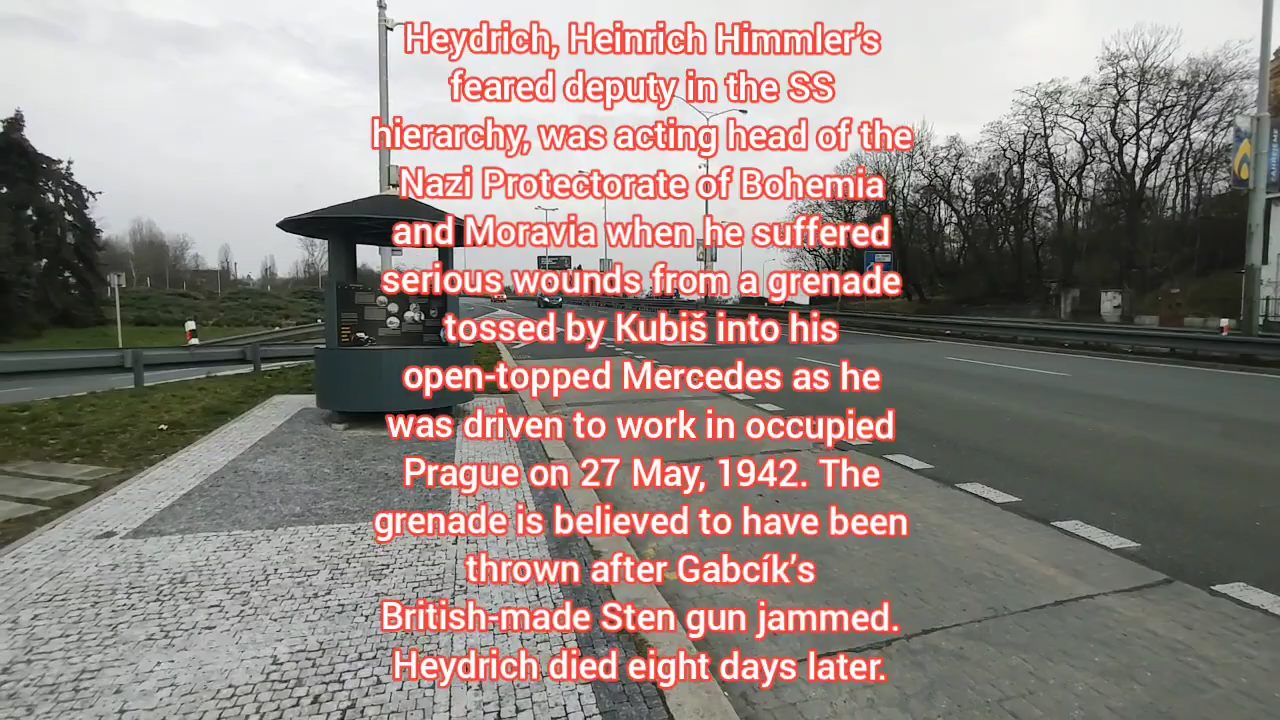 Heydrich, Heinrich Himmler's
feared deputy in the SS
hierarchy, was acting head of the
Nazi Protectorate of Bohemia
and Moravia when he suffered
serious wounds from a grenade
tossed by Kubiš into his
open-topped Mercedes as he
was driven to work in occupied
Prague on 27 May, 1942. The
grenade is believed to have been
thrown after Gabcík's
British-made Sten gun jammed.
Heydrich died eight days later.